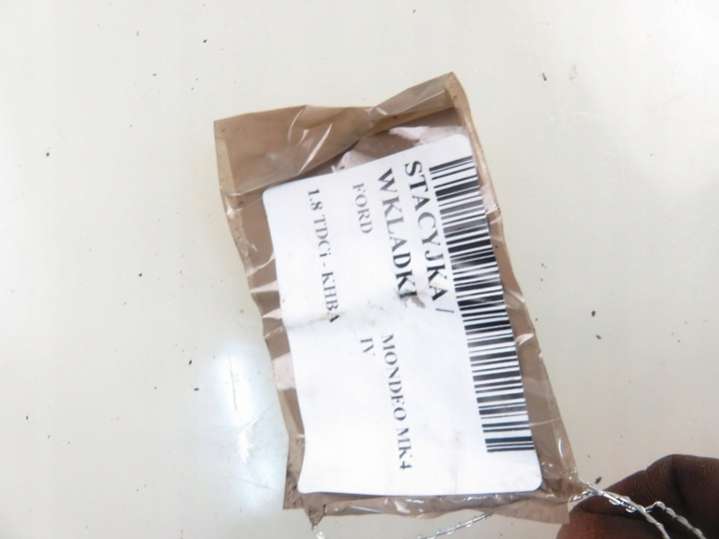 STACYJKA /
WKLADKI
FORD MONDEO MK4
IV
1.8 TDCi - KHBA